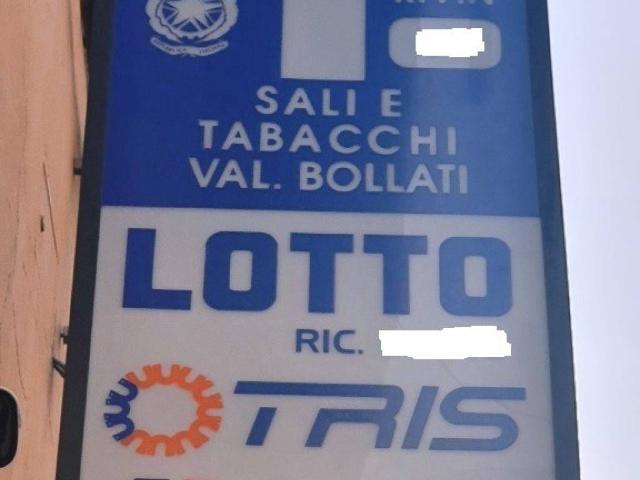 SALI E
TABACCHI
VAL. BOLLATI
LOTTO
RIC.
TRIS